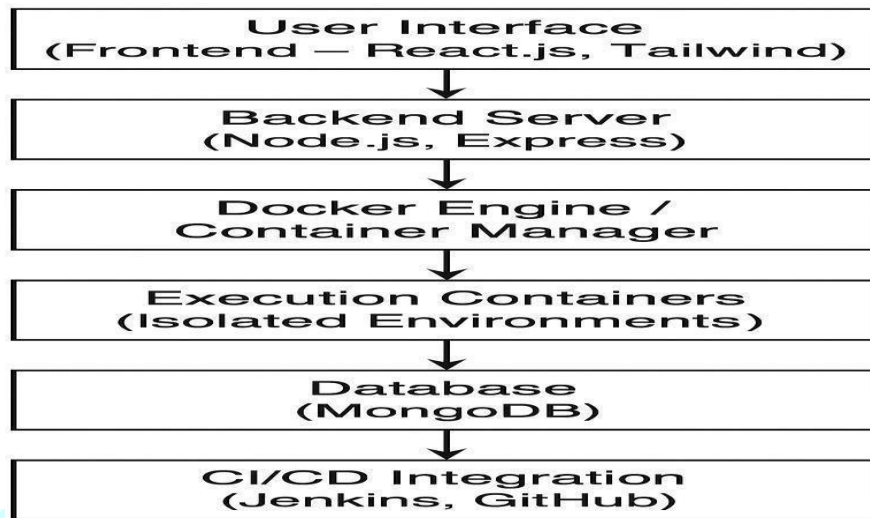 User Interface
(Frontend – React.js, Tailwind)
Backend Server
(Node.js, Express)
Docker Engine /
Container Manager
Execution Containers
(Isolated Environments)
Database
(MongoDB)
CI/CD Integration
(Jenkins, GitHub)